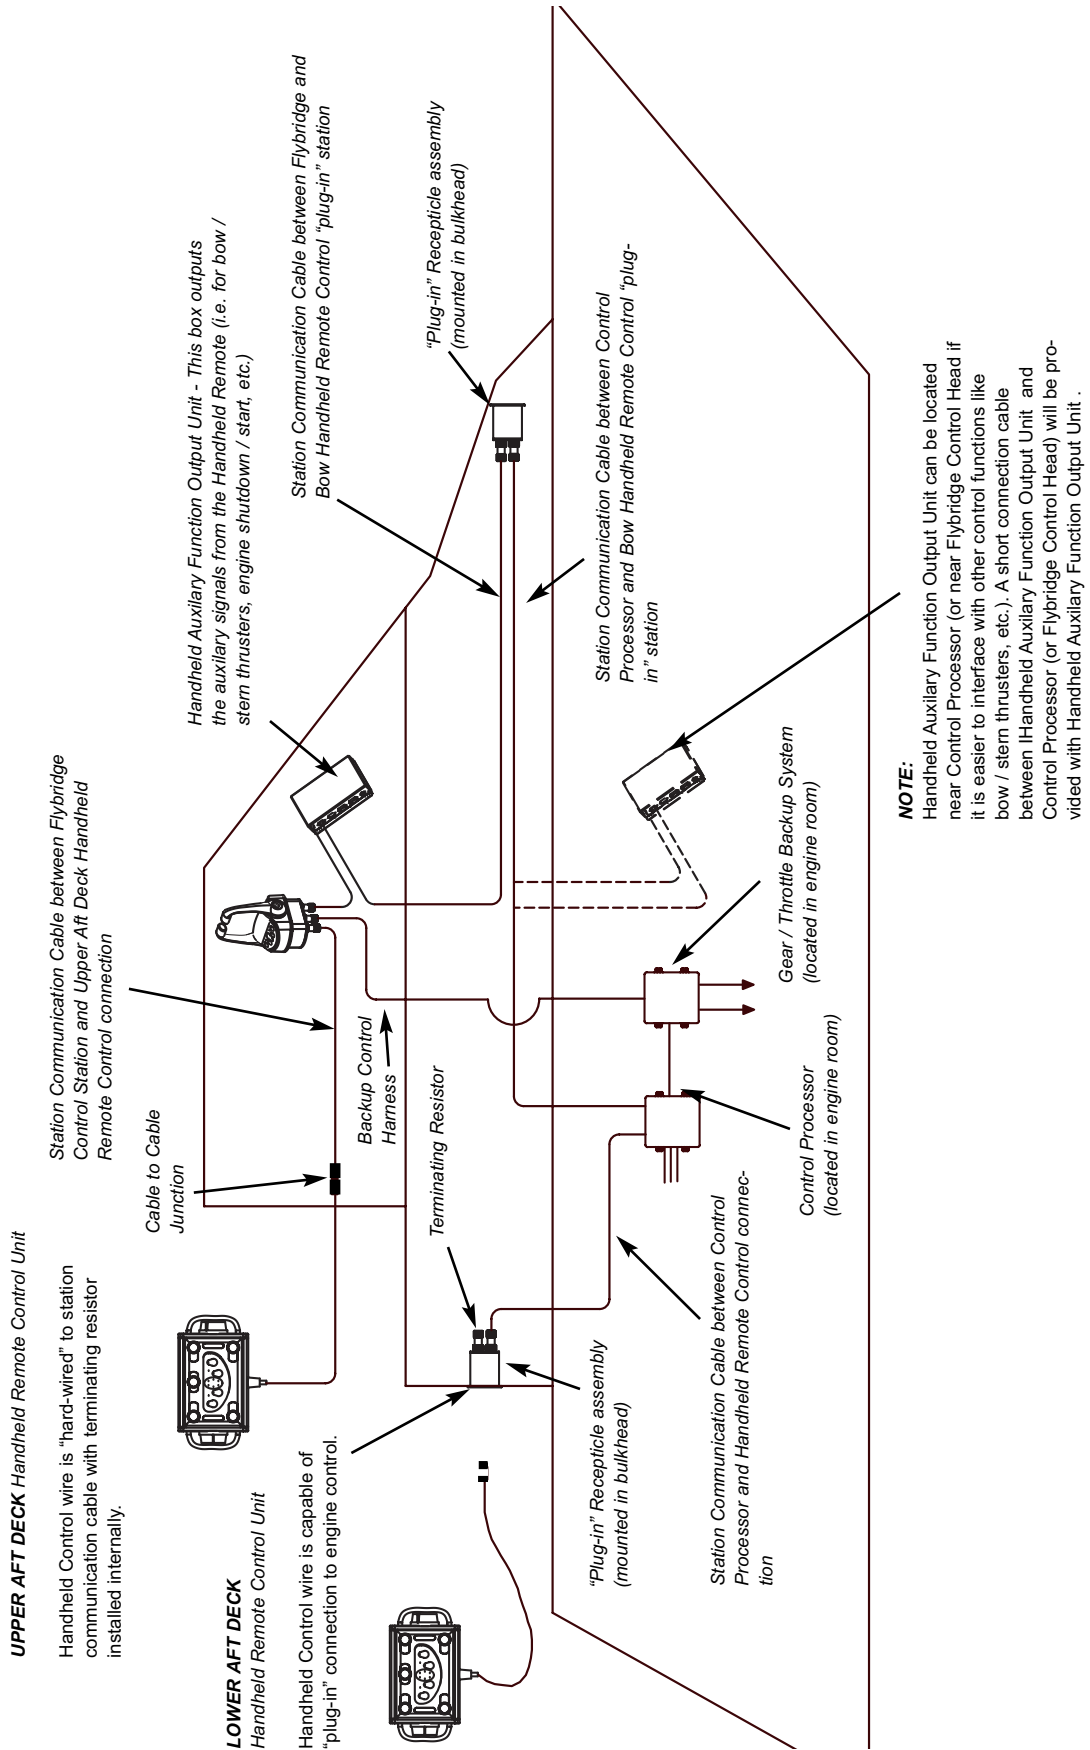 UPPER AFT DECK Handheld Remote Control Unit
Handheld Control wire is “hard-wired” to station
communication cable with terminating resistor
installed internally.
Station Communication Cable between Flybridge
Control Station and Upper Aft Deck Handheld
Remote Control connection
Cable to Cable
Junction
Handheld Auxilary Function Output Unit - This box outputs
the auxilary signals from the Handheld Remote (i.e. for bow /
stern thrusters, engine shutdown / start, etc.)
Station Communication Cable between Flybridge and
Bow Handheld Remote Control “plug-in” station
“Plug-in” Recepticle assembly
(mounted in bulkhead)
LOWER AFT DECK
Handheld Remote Control Unit
Handheld Control wire is capable of
“plug-in” connection to engine control.
Backup Control
Harness
Terminating Resistor
Station Communication Cable between Control
Processor and Bow Handheld Remote Control “plug-
in” station
“Plug-in” Recepticle assembly
(mounted in bulkhead)
Station Communication Cable between Control
Processor and Handheld Remote Control connec-
tion
Control Processor
(located in engine room)
Gear / Throttle Backup System
(located in engine room)
NOTE:
Handheld Auxilary Function Output Unit can be located
near Control Processor (or near Flybridge Control Head if
it is easier to interface with other control functions like
bow / stern thrusters, etc.). A short connection cable
between lHandheld Auxilary Function Output Unit and
Control Processor (or Flybridge Control Head) will be pro-
vided with Handheld Auxilary Function Output Unit .